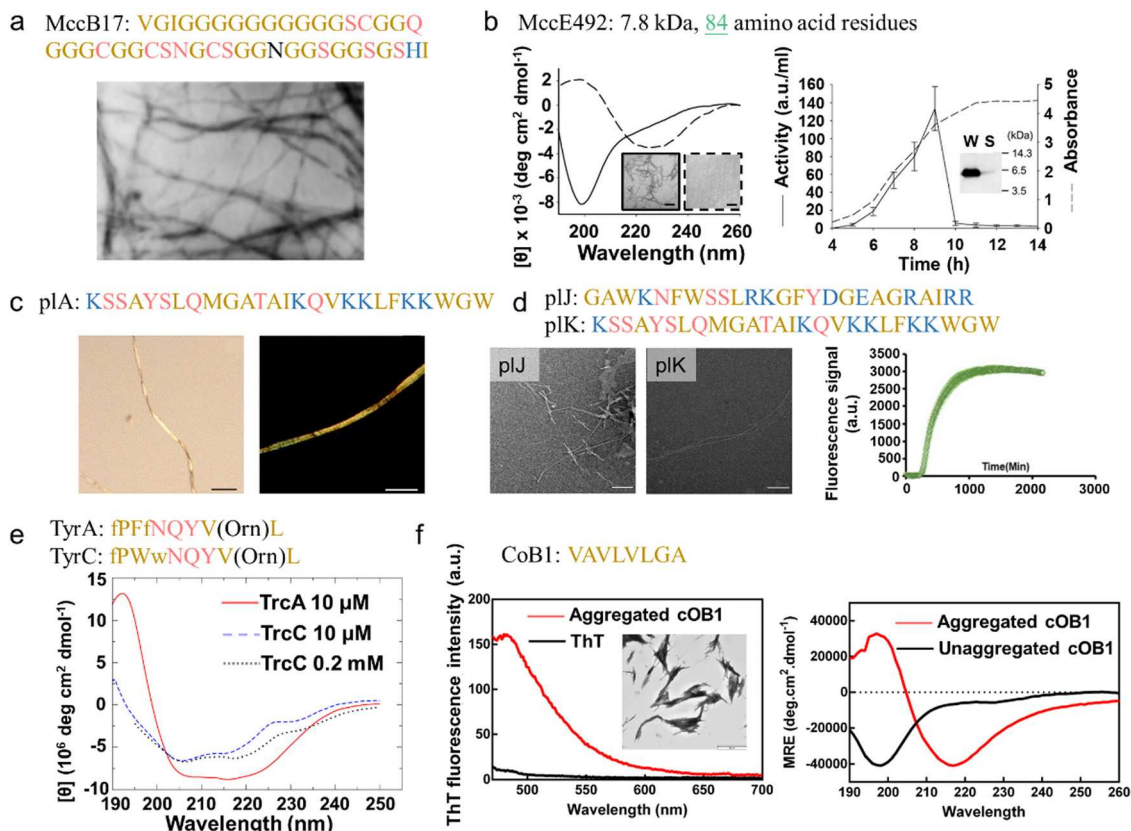 a
MccB17: VGIGGGGGGGGGGGSCGGQ
GGGCGGCSNGCSGGNGGSGGSGSHI
b
MccE492: 7.8 kDa, 84 amino acid residues
[θ] x 10⁻³ (deg cm² dmol⁻¹)
2
0
-2
-4
-6
-8
200 220 240 260
Wavelength (nm)
Activity (a.u./ml)
160
140
120
100
80
60
40
20
0
W S (kDa)
14.3
6.5
3.5
5
4
3
2
1
0
Absorbance
4 6 8 10 12 14
Time (h)
c
plA: KSSAYSLQMGATAIKQVKKLFKKWGW
d
plJ: GAWKNFWSSLRKGFYDGEAGRAIRR
plK: KSSAYSLQMGATAIKQVKKLFKKWGW
plJ
plK
Fluorescence signal
(a.u.)
3500
3000
2500
2000
1500
1000
500
0
Time(Min)
0 1000 2000 3000
e
TyrA: fPFfNQYV(Orn)L
TyrC: fPWwNQYV(Orn)L
[θ] (10⁶ deg cm² dmol⁻¹)
15
10
5
0
-5
-10
TrcA 10 µM
TrcC 10 µM
TrcC 0.2 mM
190 200 210 220 230 240 250
Wavelength (nm)
f
CoB1: VAVLVLGA
ThT fluorescence intensity (a.u.)
200
150
100
50
0
Aggregated cOB1
ThT
500 550 600 650 700
Wavelength (nm)
MRE (deg.cm².dmol⁻¹)
40000
20000
0
-20000
-40000
Aggregated cOB1
Unaggregated cOB1
190 200 210 220 230 240 250 260
Wavelength (nm)